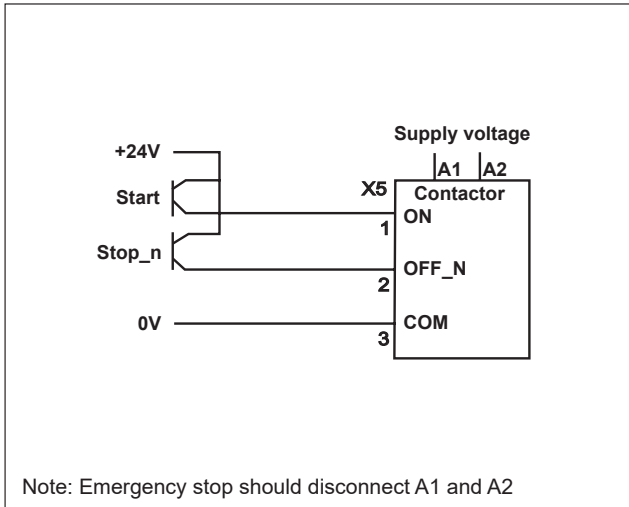 Supply voltage
+24V
A1 A2
X5 Contactor
Start
ON
1
Stop_n
OFF_N
2
0V
COM
3
Note: Emergency stop should disconnect A1 and A2